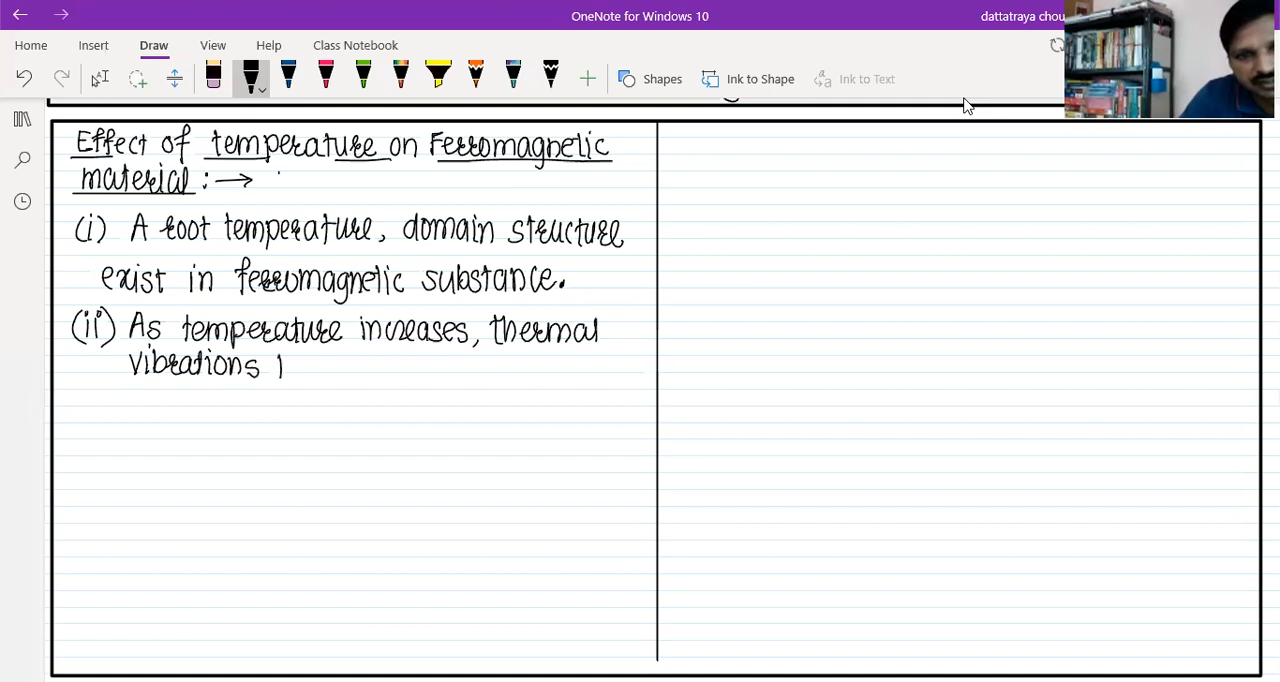 OneNote for Windows 10
dattatraya chou
Home Insert Draw View Help Class Notebook
Shapes Ink to Shape Ink to Text
Effect of temperature on Ferromagnetic
material :→
(i) A root temperature, domain structure
exist in ferromagnetic substance.
(ii) As temperature increases, thermal
vibrations I